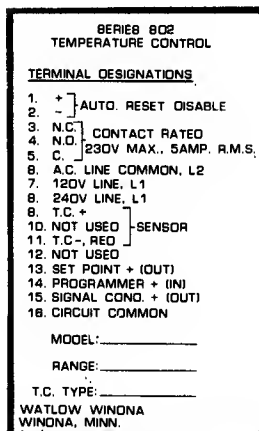 SERIES 802
TEMPERATURE CONTROL
TERMINAL DESIGNATIONS
1. +
2. - AUTO. RESET DISABLE
3. N.C.
4. N.O. CONTACT RATED
5. C. 230V MAX., 5AMP. R.M.S.
6. A.C. LINE COMMON, L2
7. 120V LINE, L1
8. 240V LINE, L1
9. T.C. +
10. NOT USED SENSOR
11. T.C-, RED
12. NOT USED
13. SET POINT + (OUT)
14. PROGRAMMER + (IN)
15. SIGNAL COND. + (OUT)
16. CIRCUIT COMMON
MODEL:
RANGE:
T.C. TYPE:
WATLOW WINONA
WINONA, MINN.